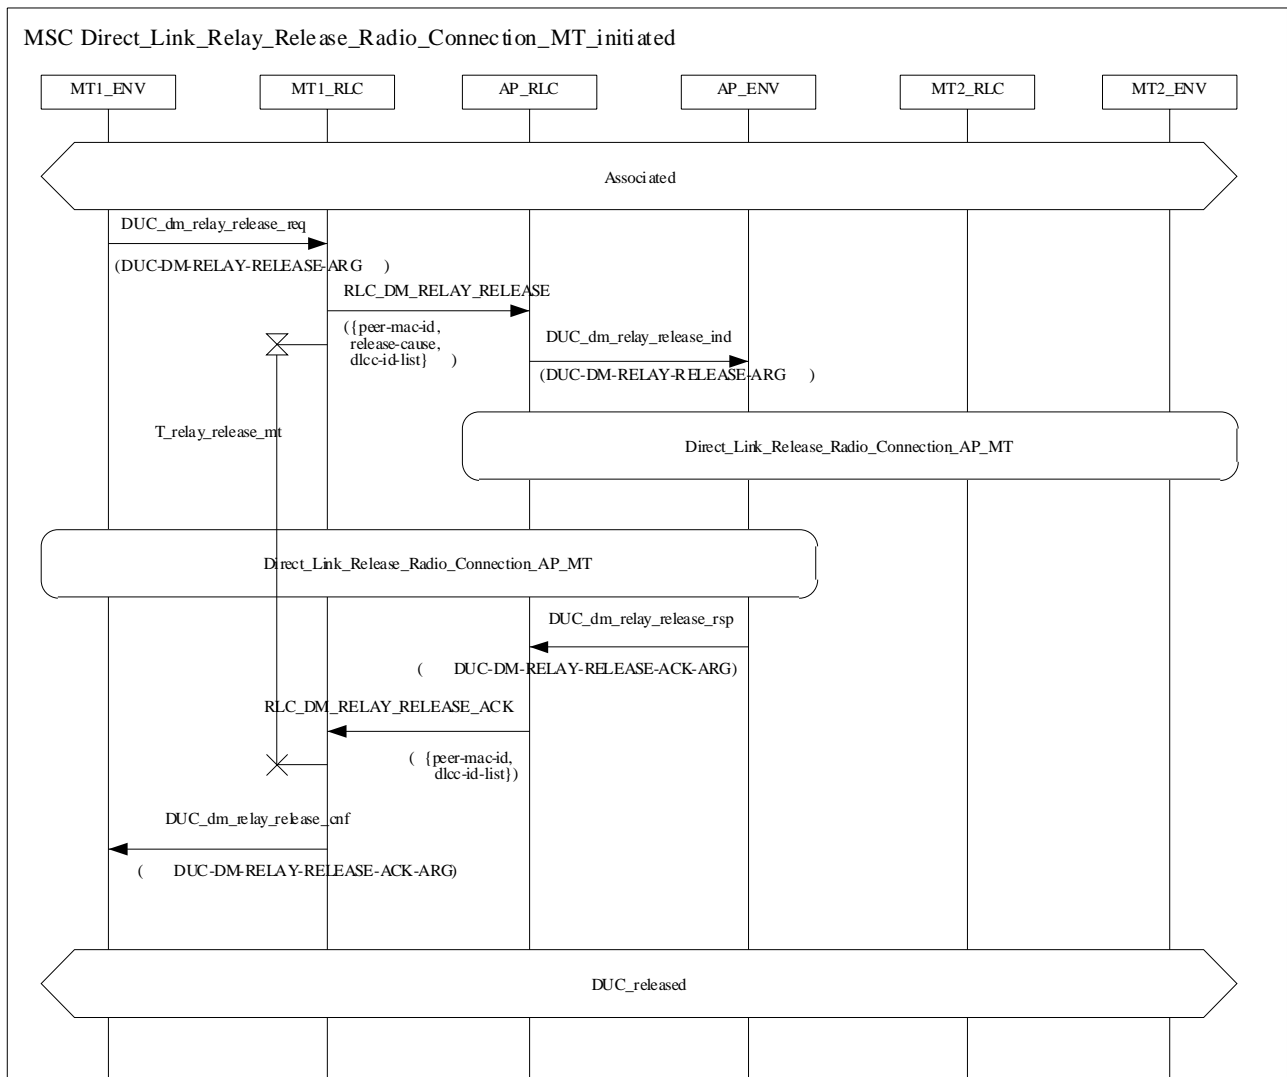 MSC Direct_Link_Relay_Release_Radio_Connection_MT_initiated
MT1_ENV
MT1_RLC
AP_RLC
AP_ENV
MT2_RLC
MT2_ENV
Associated
DUC_dm_relay_release_req
(DUC-DM-RELAY-RELEASE-ARG )
RLC_DM_RELAY_RELEASE
({peer-mac-id,
release-cause,
dlcc-id-list} )
DUC_dm_relay_release_ind
(DUC-DM-RELAY-RELEASE-ARG )
T_relay_release_mt
Direct_Link_Release_Radio_Connection_AP_MT
Direct_Link_Release_Radio_Connection_AP_MT
DUC_dm_relay_release_rsp
( DUC-DM-RELAY-RELEASE-ACK-ARG)
RLC_DM_RELAY_RELEASE_ACK
( {peer-mac-id,
dlcc-id-list})
DUC_dm_relay_release_cnf
( DUC-DM-RELAY-RELEASE-ACK-ARG)
DUC_released